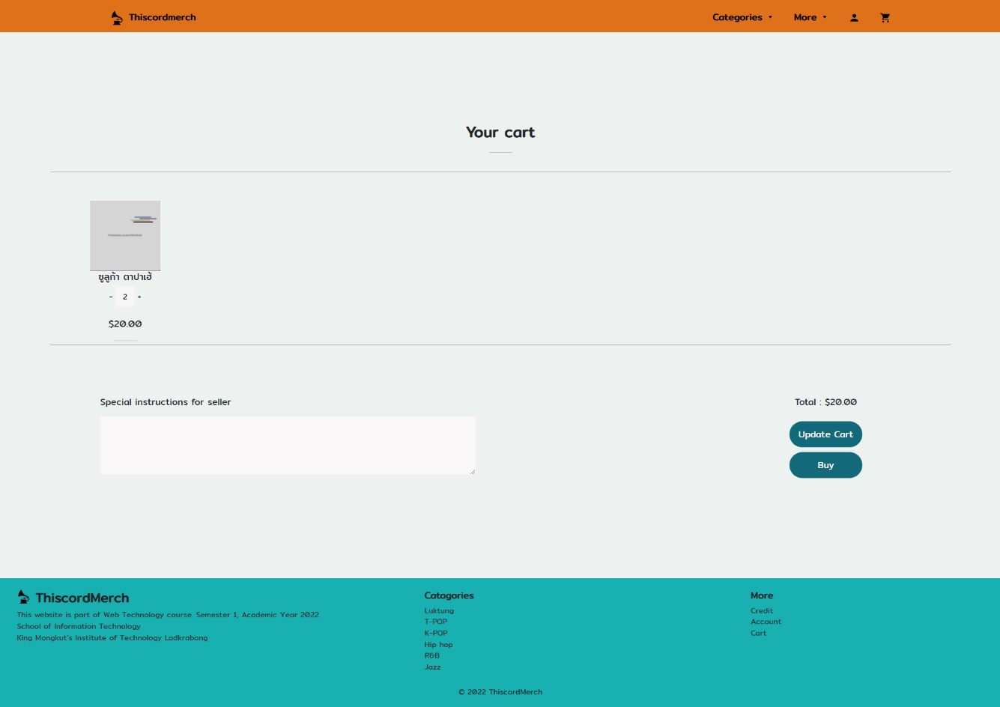 Thiscordmerch
Categories
More
Your cart
ซูลูก้า ตาปาเฮ้
- 2 +
$20.00
Special instructions for seller
Total : $20.00
Update Cart
Buy
ThiscordMerch
This website is part of Web Technology course. Semester 1, Academic Year 2022.
School of Information Technology
King Mongkut's Institute of Technology Ladkrabang
Catagories
Luktung
T-POP
K-POP
Hip hop
R&B
Jazz
More
Credit
Account
Cart
© 2022 ThiscordMerch